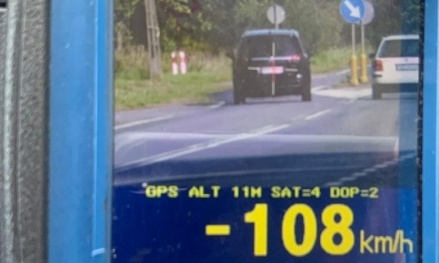 GPS ALT 11M SAT=4 DOP=2
-108 km/h